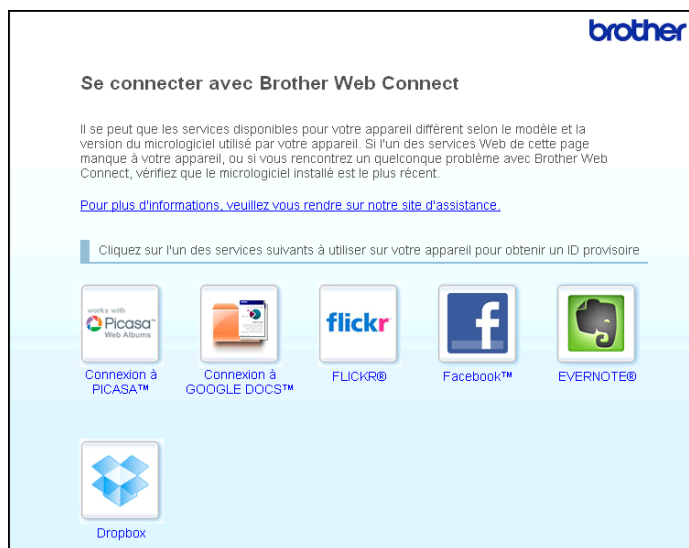 brother
Se connecter avec Brother Web Connect
Il se peut que les services disponibles pour votre appareil diffèrent selon le modèle et la
version du micrologiciel utilisé par votre appareil. Si l'un des services Web de cette page
manque à votre appareil, ou si vous rencontrez un quelconque problème avec Brother Web
Connect, vérifiez que le micrologiciel installé est le plus récent.
Pour plus d'informations, veuillez vous rendre sur notre site d'assistance.
Cliquez sur l'un des services suivants à utiliser sur votre appareil pour obtenir un ID provisoire
works with
Picasa™
Web Albums
flickr
f
Connexion à
PICASA™
Connexion à
GOOGLE DOCS™
FLICKR®
Facebook™
EVERNOTE®
Dropbox